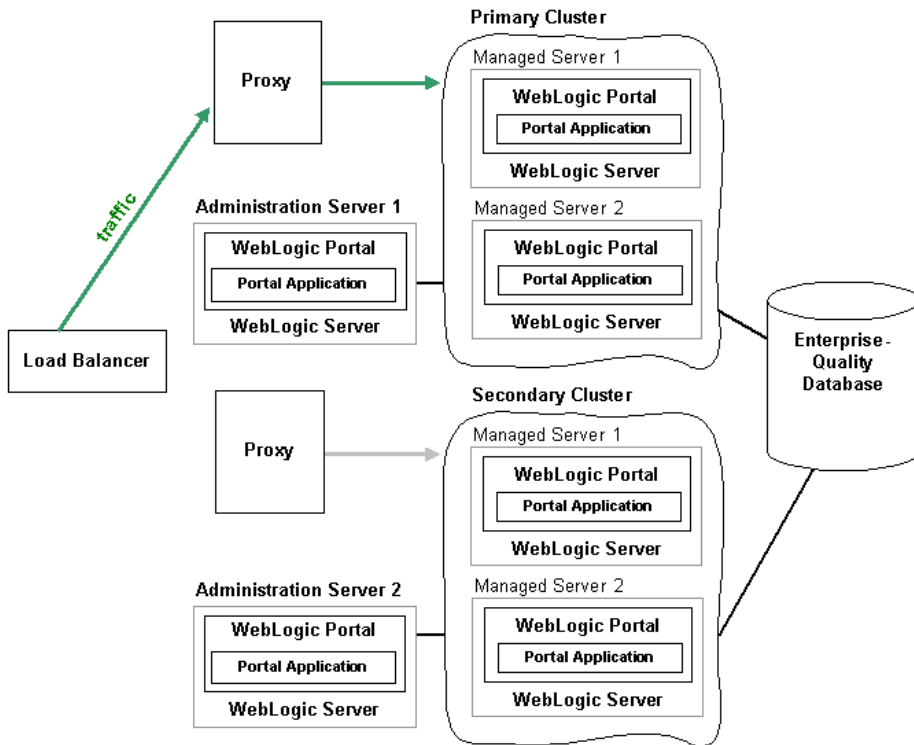 Primary Cluster
Managed Server 1
Proxy
WebLogic Portal
Portal Application
WebLogic Server
traffic
Administration Server 1
WebLogic Portal
Portal Application
WebLogic Server
Managed Server 2
WebLogic Portal
Portal Application
WebLogic Server
Load Balancer
Enterprise-
Quality
Database
Secondary Cluster
Managed Server 1
Proxy
WebLogic Portal
Portal Application
WebLogic Server
Administration Server 2
WebLogic Portal
Portal Application
WebLogic Server
Managed Server 2
WebLogic Portal
Portal Application
WebLogic Server